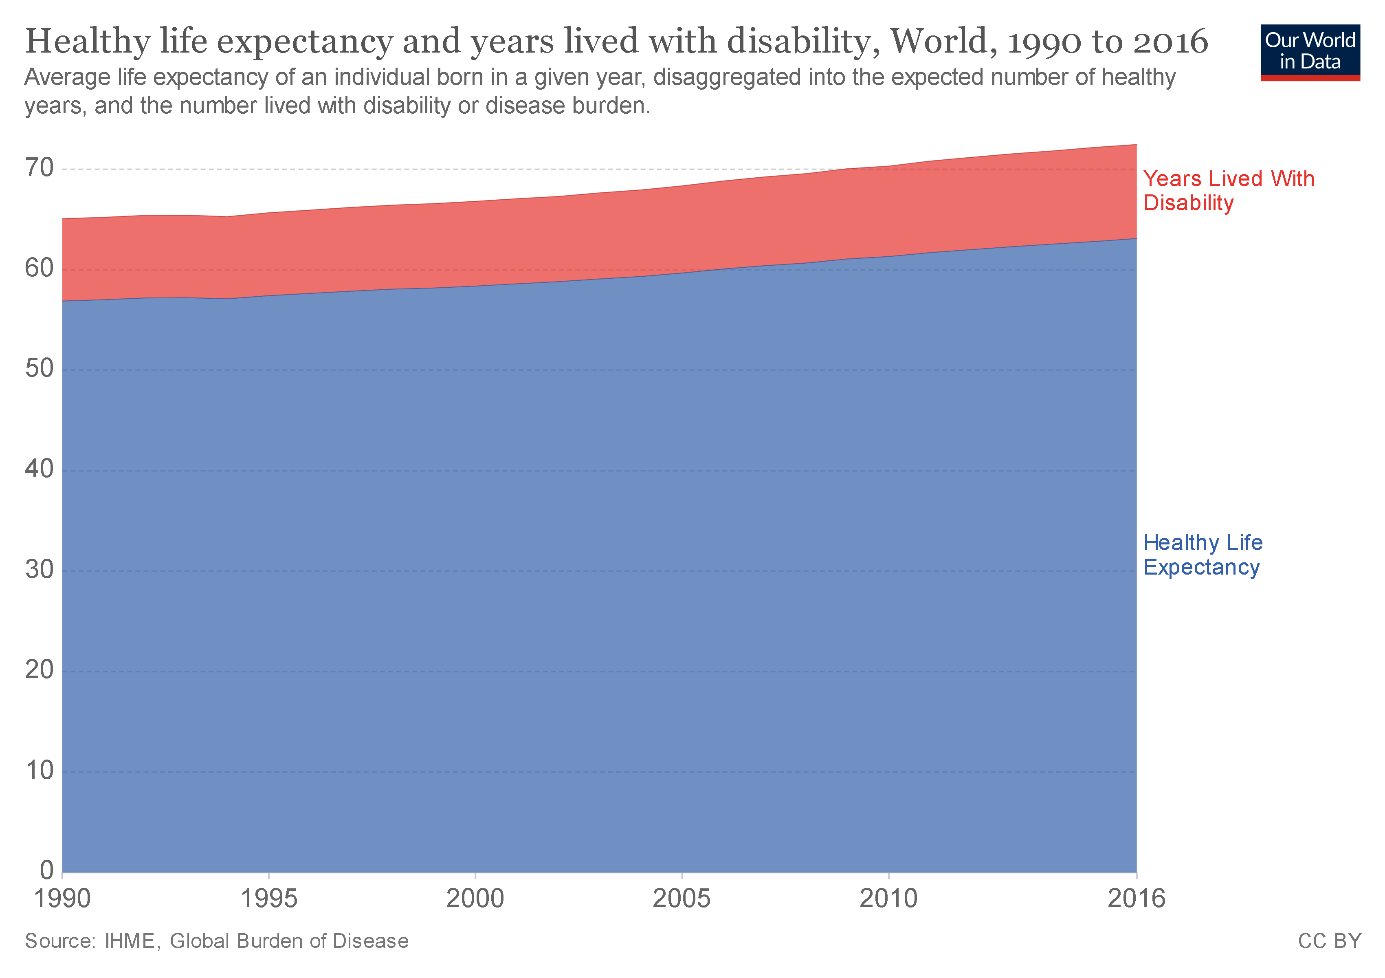 Healthy life expectancy and years lived with disability, World, 1990 to 2016
Our World
in Data
Average life expectancy of an individual born in a given year, disaggregated into the expected number of healthy
years, and the number lived with disability or disease burden.
70
Years Lived With
Disability
60
50
40
Healthy Life
Expectancy
30
20
10
0
1990 1995 2000 2005 2010 2016
Source: IHME, Global Burden of Disease
CC BY